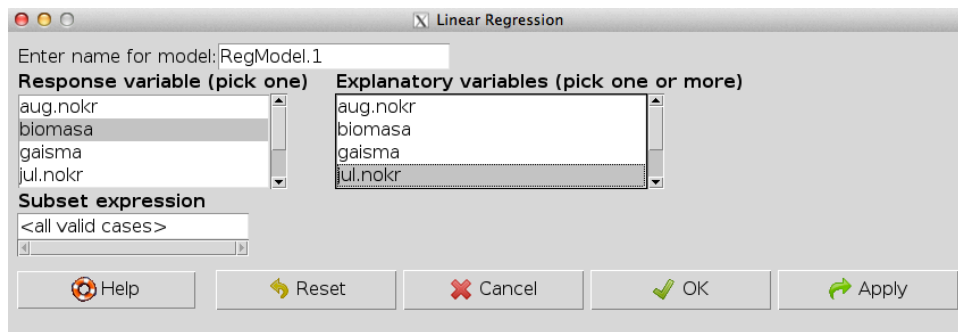 Linear Regression
Enter name for model: RegModel.1
Response variable (pick one) Explanatory variables (pick one or more)
aug.nokr aug.nokr
biomasa biomasa
gaisma gaisma
jul.nokr jul.nokr
Subset expression
<all valid cases>
Help Reset Cancel OK Apply